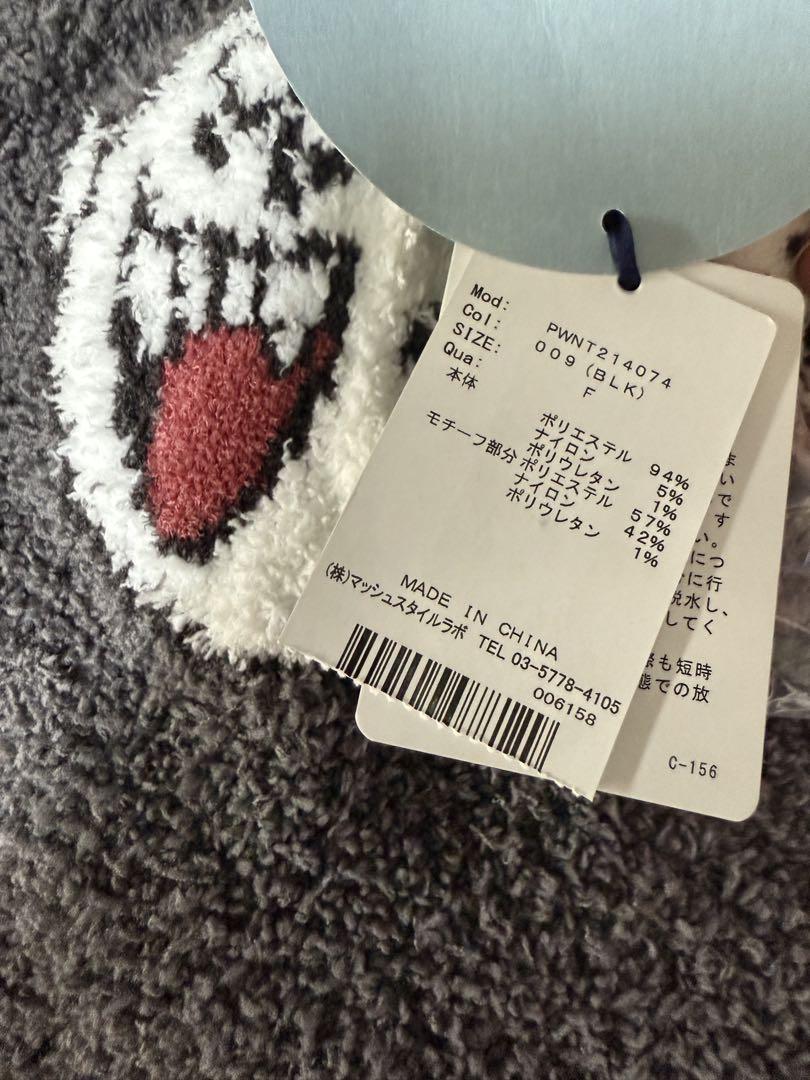 Mod: PWNT214074
Col: 009 (BLK)
SIZE: F
Qua:
本体 ポリエステル 94%
ナイロン 5%
ポリウレタン 1%
モチーフ部分 ポリエステル 57%
ナイロン 42%
ポリウレタン 1%
MADE IN CHINA
(株)マッシュスタイルラボ TEL 03-5778-4105
006158
ま
いで
す
い。
につ
に行
脱水し、
してく
も短時
態での放
C-156